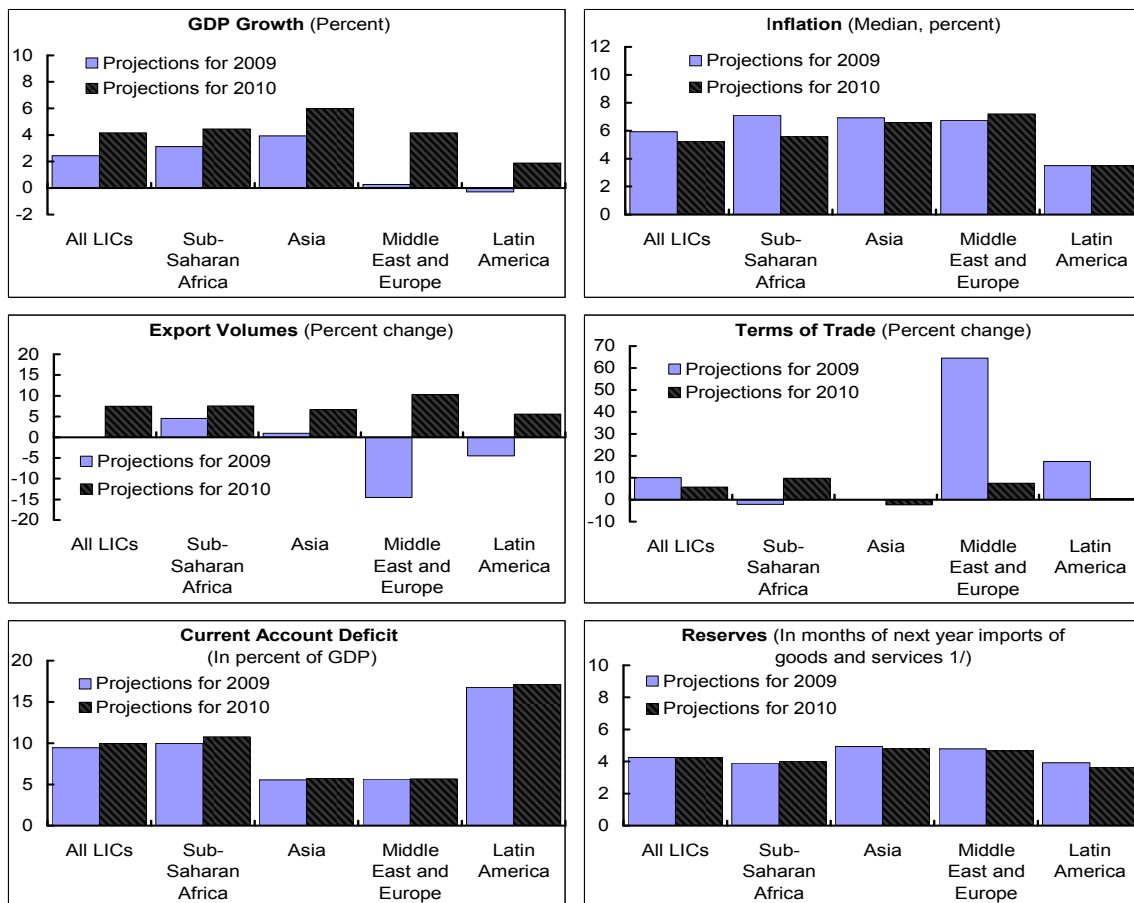 GDP Growth (Percent)
10
8
6
4
2
0
-2
Projections for 2009
Projections for 2010
All LICs
Sub-
Saharan
Africa
Asia
Middle
East and
Europe
Latin
America
Inflation (Median, percent)
12
10
8
6
4
2
0
Projections for 2009
Projections for 2010
All LICs
Sub-
Saharan
Africa
Asia
Middle
East and
Europe
Latin
America
Export Volumes (Percent change)
20
15
10
5
0
-5
-10
-15
-20
Projections for 2009
Projections for 2010
All LICs
Sub-
Saharan
Africa
Asia
Middle
East and
Europe
Latin
America
Terms of Trade (Percent change)
70
60
50
40
30
20
10
0
-10
Projections for 2009
Projections for 2010
All LICs
Sub-
Saharan
Africa
Asia
Middle
East and
Europe
Latin
America
Current Account Deficit
(In percent of GDP)
20
15
10
5
0
Projections for 2009
Projections for 2010
All LICs
Sub-
Saharan
Africa
Asia
Middle
East and
Europe
Latin
America
Reserves (In months of next year imports of
goods and services 1/)
10
8
6
4
2
0
Projections for 2009
Projections for 2010
All LICs
Sub-
Saharan
Africa
Asia
Middle
East and
Europe
Latin
America